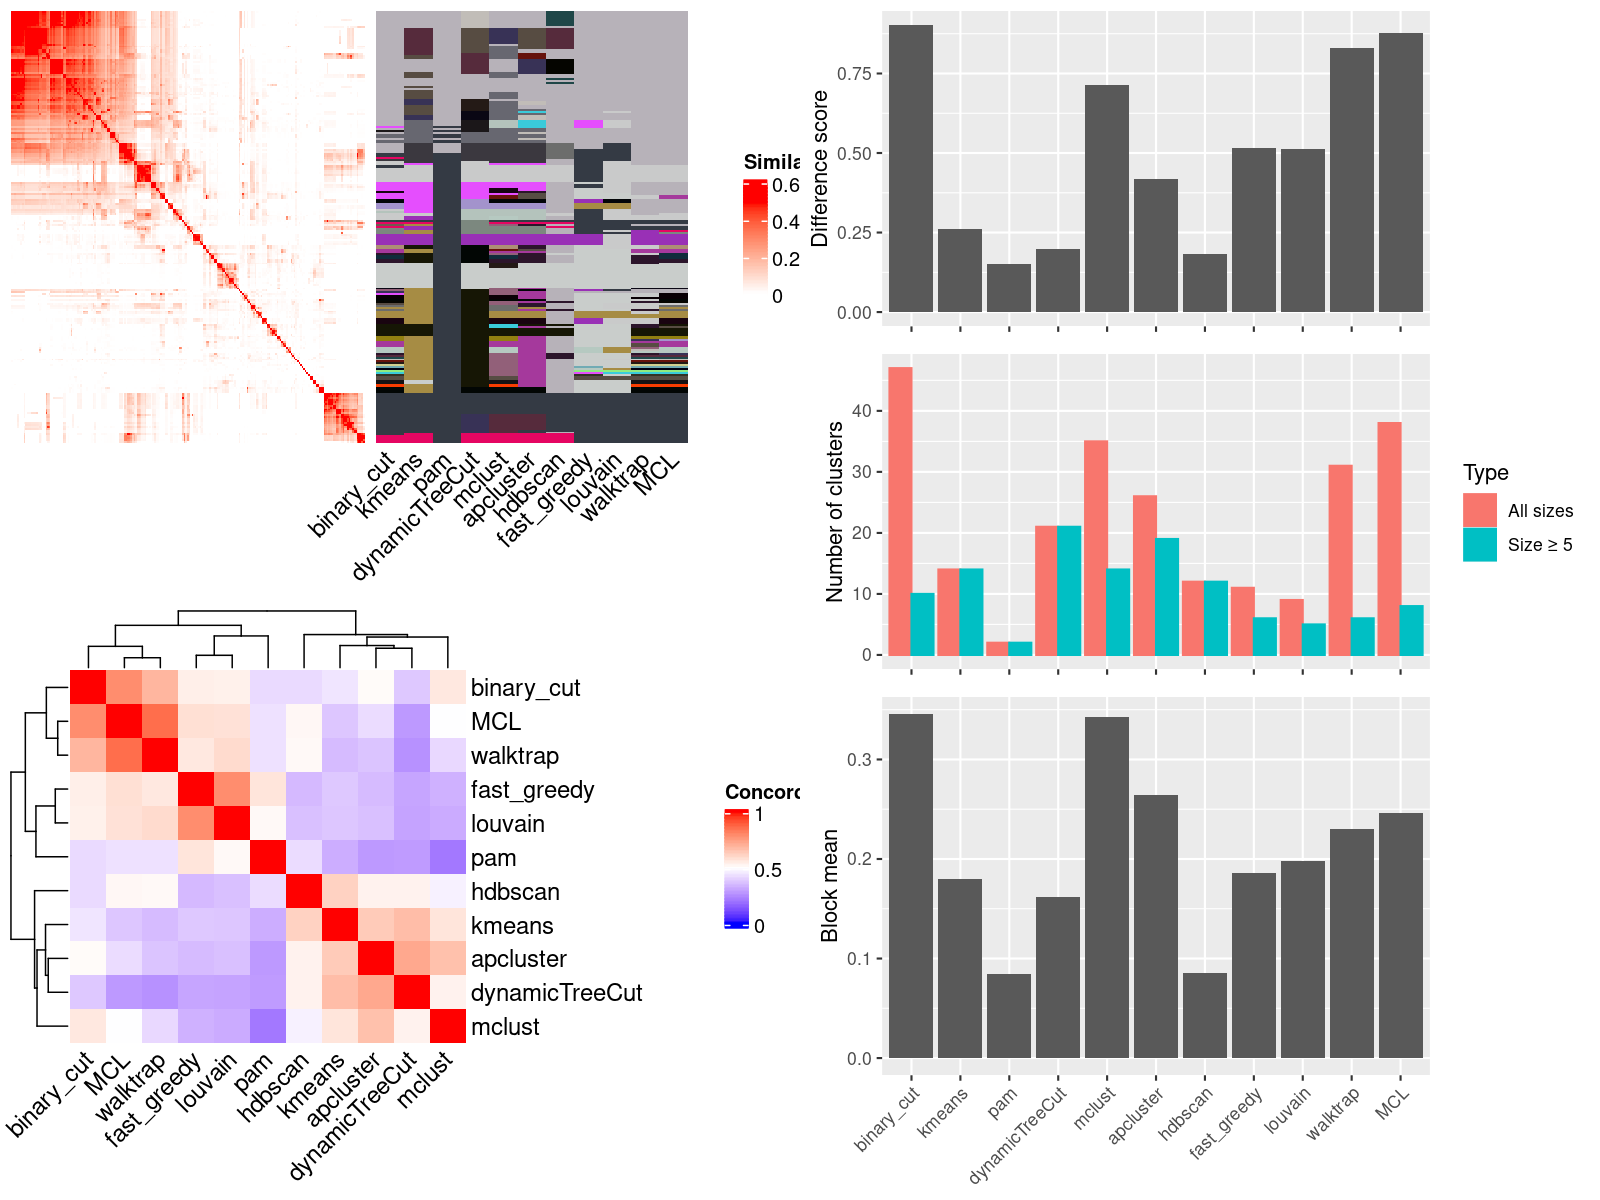 Simila
0.6
0.4
0.2
0
binary_cut
kmeans
pam
dynamicTreeCut
mclust
apcluster
hdbscan
fast_greedy
louvain
walktrap
MCL
binary_cut
MCL
walktrap
fast_greedy
louvain
pam
hdbscan
kmeans
apcluster
dynamicTreeCut
mclust
Concord
1
0.5
0
binary_cut
MCL
walktrap
fast_greedy
louvain
pam
hdbscan
kmeans
apcluster
dynamicTreeCut
mclust
Difference score
0.75
0.50
0.25
0.00
Number of clusters
40
30
20
10
0
Type
All sizes
Size ≥ 5
Block mean
0.3
0.2
0.1
0.0
binary_cut
kmeans
pam
dynamicTreeCut
mclust
apcluster
hdbscan
fast_greedy
louvain
walktrap
MCL